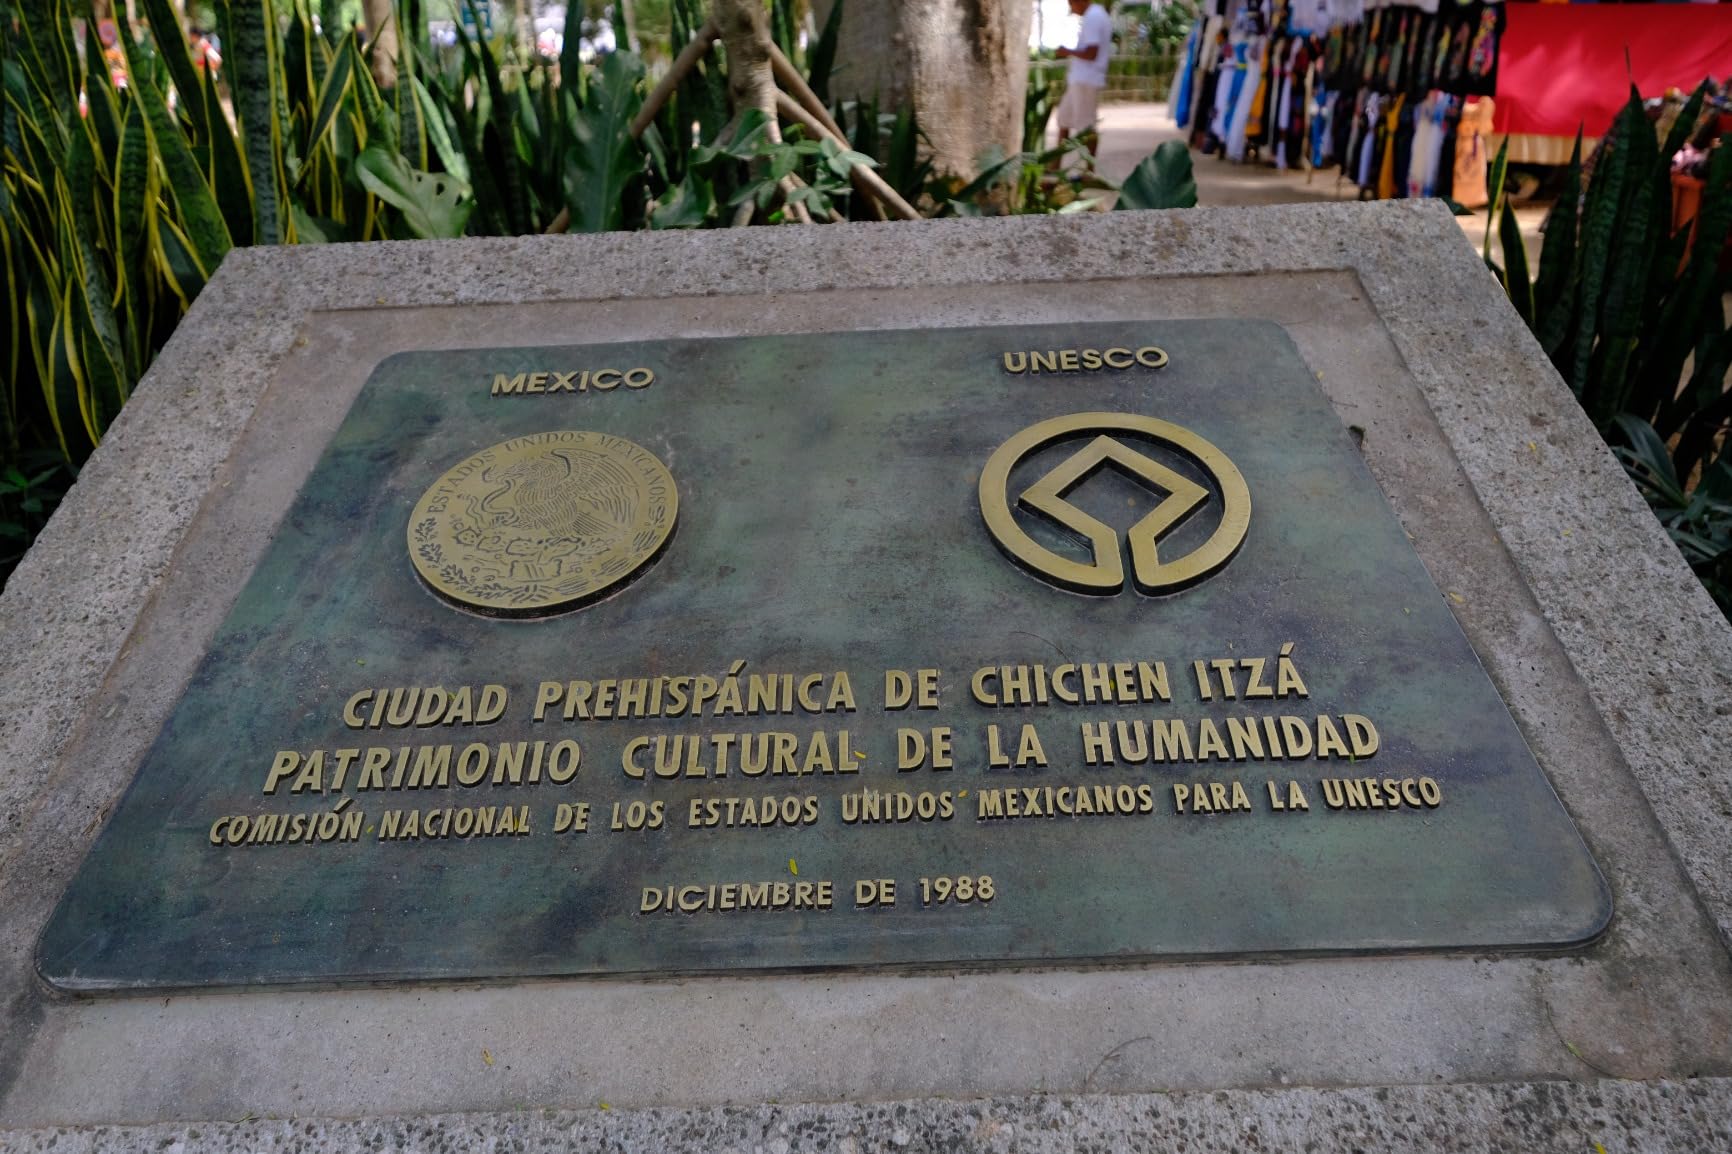 MEXICO
UNESCO
ESTADOS UNIDOS MEXICANOS
CIUDAD PREHISPÁNICA DE CHICHEN ITZÁ
PATRIMONIO CULTURAL DE LA HUMANIDAD
COMISIÓN NACIONAL DE LOS ESTADOS UNIDOS MEXICANOS PARA LA UNESCO
DICIEMBRE DE 1988